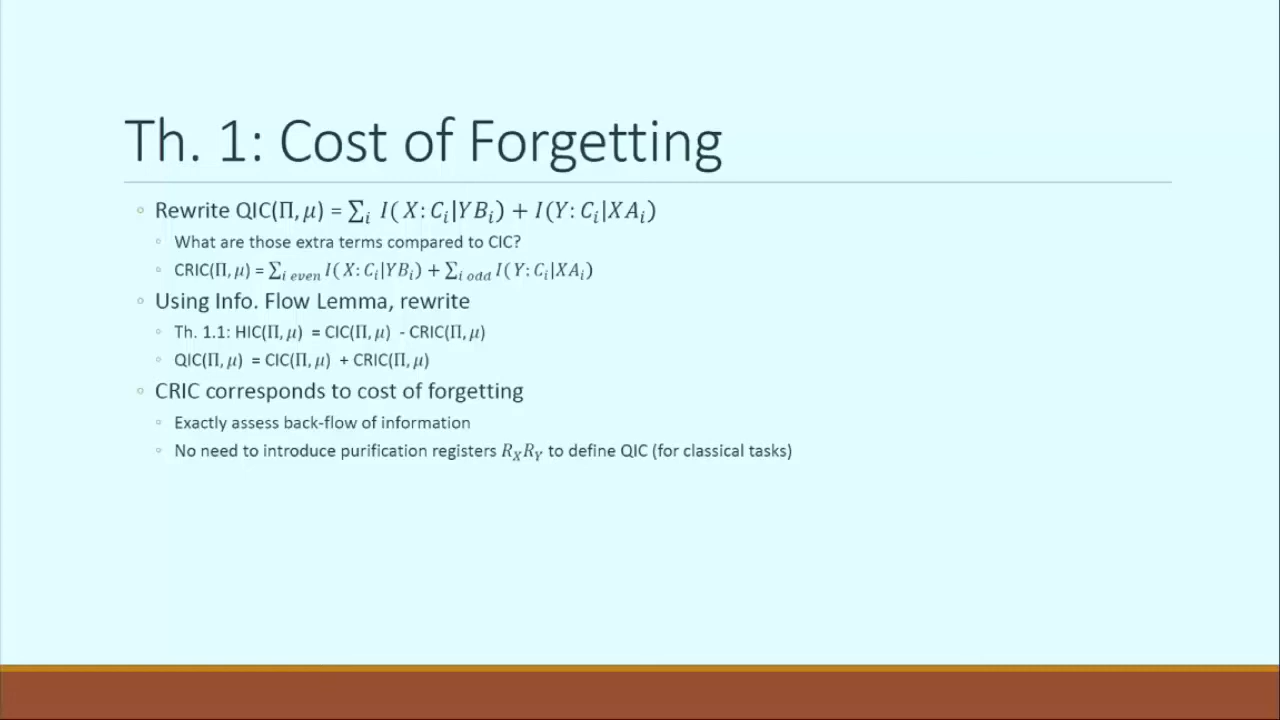 Th. 1: Cost of Forgetting
◦ Rewrite QIC(Π, μ) = ∑ᵢ I(X: Cᵢ|YBᵢ) + I(Y: Cᵢ|XAᵢ)
◦ What are those extra terms compared to CIC?
◦ CRIC(Π, μ) = ∑_{i even} I(X: Cᵢ|YBᵢ) + ∑_{i odd} I(Y: Cᵢ|XAᵢ)
◦ Using Info. Flow Lemma, rewrite
◦ Th. 1.1: HIC(Π, μ) = CIC(Π, μ) - CRIC(Π, μ)
◦ QIC(Π, μ) = CIC(Π, μ) + CRIC(Π, μ)
◦ CRIC corresponds to cost of forgetting
◦ Exactly assess back-flow of information
◦ No need to introduce purification registers R_X R_Y to define QIC (for classical tasks)